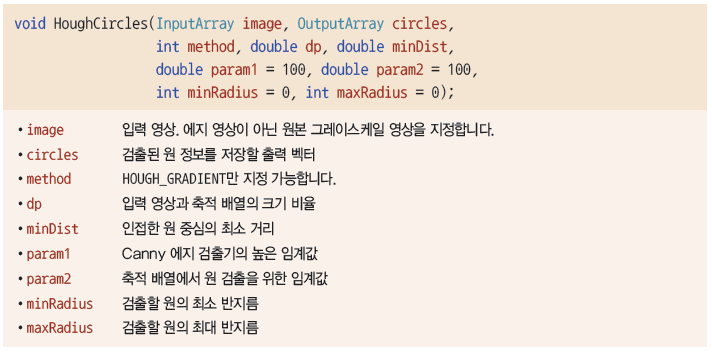 void HoughCircles(InputArray image, OutputArray circles,
int method, double dp, double minDist,
double param1 = 100, double param2 = 100,
int minRadius = 0, int maxRadius = 0);
• image 입력 영상. 에지 영상이 아닌 원본 그레이스케일 영상을 지정합니다.
• circles 검출된 원 정보를 저장할 출력 벡터
• method HOUGH_GRADIENT만 지정 가능합니다.
• dp 입력 영상과 축적 배열의 크기 비율
• minDist 인접한 원 중심의 최소 거리
• param1 Canny 에지 검출기의 높은 임계값
• param2 축적 배열에서 원 검출을 위한 임계값
• minRadius 검출할 원의 최소 반지름
• maxRadius 검출할 원의 최대 반지름